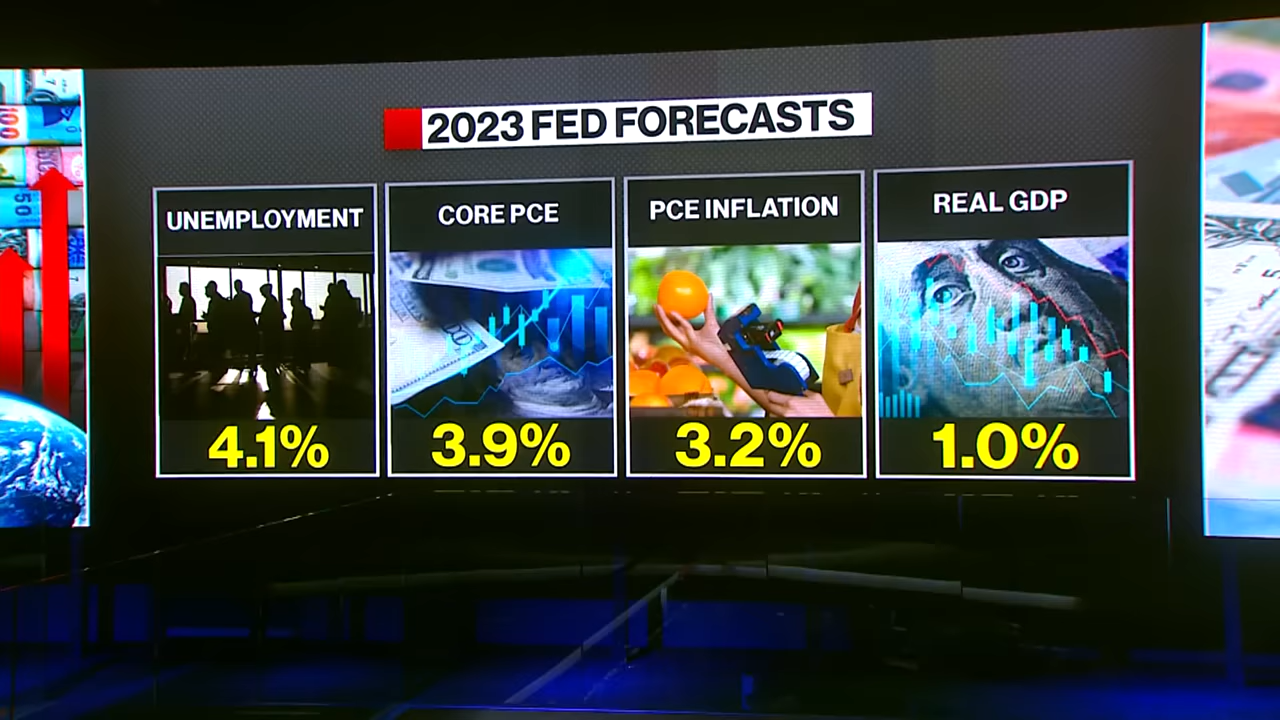 2023 FED FORECASTS
UNEMPLOYMENT
4.1%
CORE PCE
3.9%
PCE INFLATION
3.2%
REAL GDP
1.0%